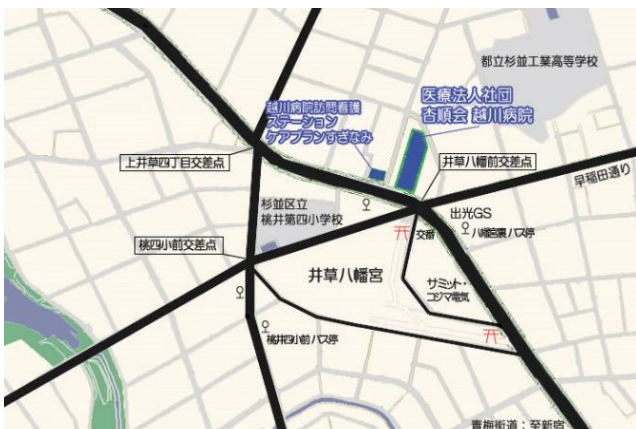 都立杉並工業高等学校
医療法人社団
杏順会 越川病院
越川病院訪問看護
ステーション
ケアプランすぎなみ
上井草四丁目交差点
井草八幡前交差点
早稲田通り
杉並区立
桃井第四小学校
出光GS
交番
八幡宮裏バス停
桃四小前交差点
井草八幡宮
サミット・
コジマ電気
桃井四小前バス停
青梅街道:至新宿